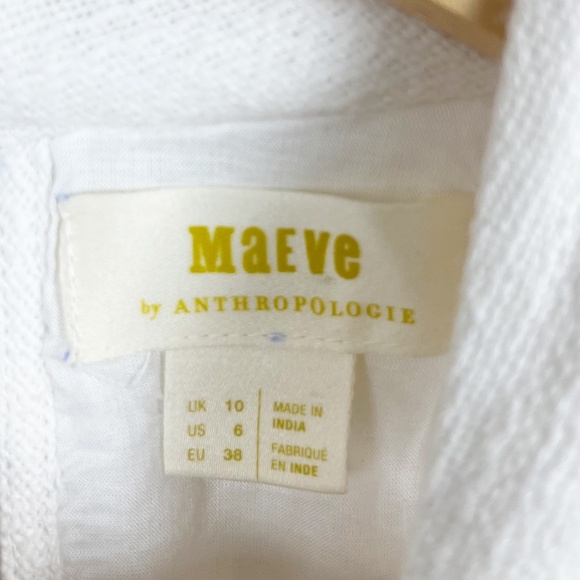 MaEve
by ANTHROPOLOGIE
UK 10
US 6
EU 38
MADE IN
INDIA
FABRIQUÉ
EN INDE